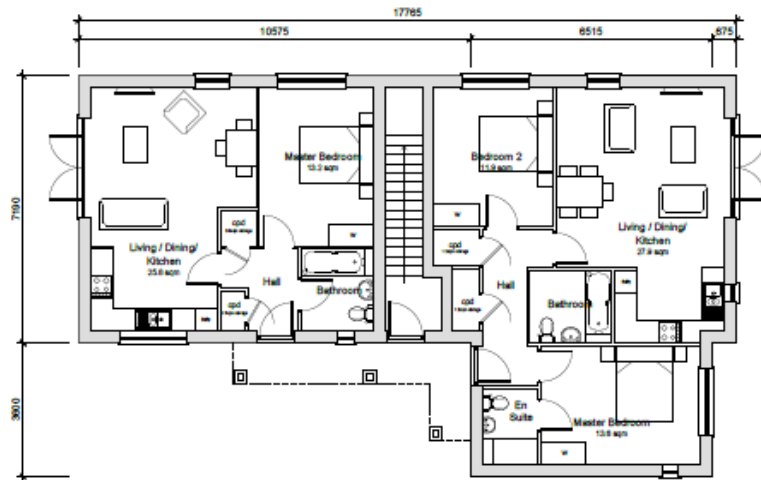 17765
10575
6515
675
7190
3600
Master Bedroom
13.2 sqm
Bedroom 2
11.9 sqm
Living / Dining/
Kitchen
25.6 sqm
Living / Dining/
Kitchen
27.9 sqm
cpd
W
W
cpd
Hall
cpd
Bathroom
Hall
cpd
Bathroom
En
Suite
Master Bedroom
13.6 sqm
W